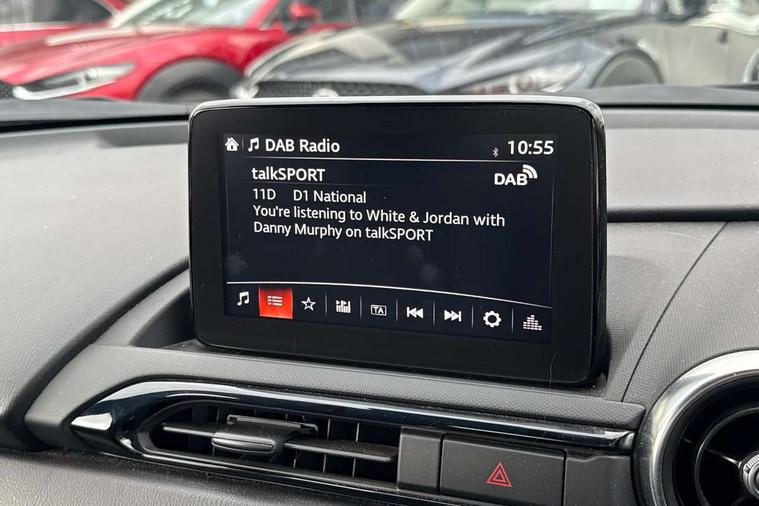 DAB Radio 10:55
talkSPORT
DAB
11D D1 National
You're listening to White & Jordan with
Danny Murphy on talkSPORT
TA